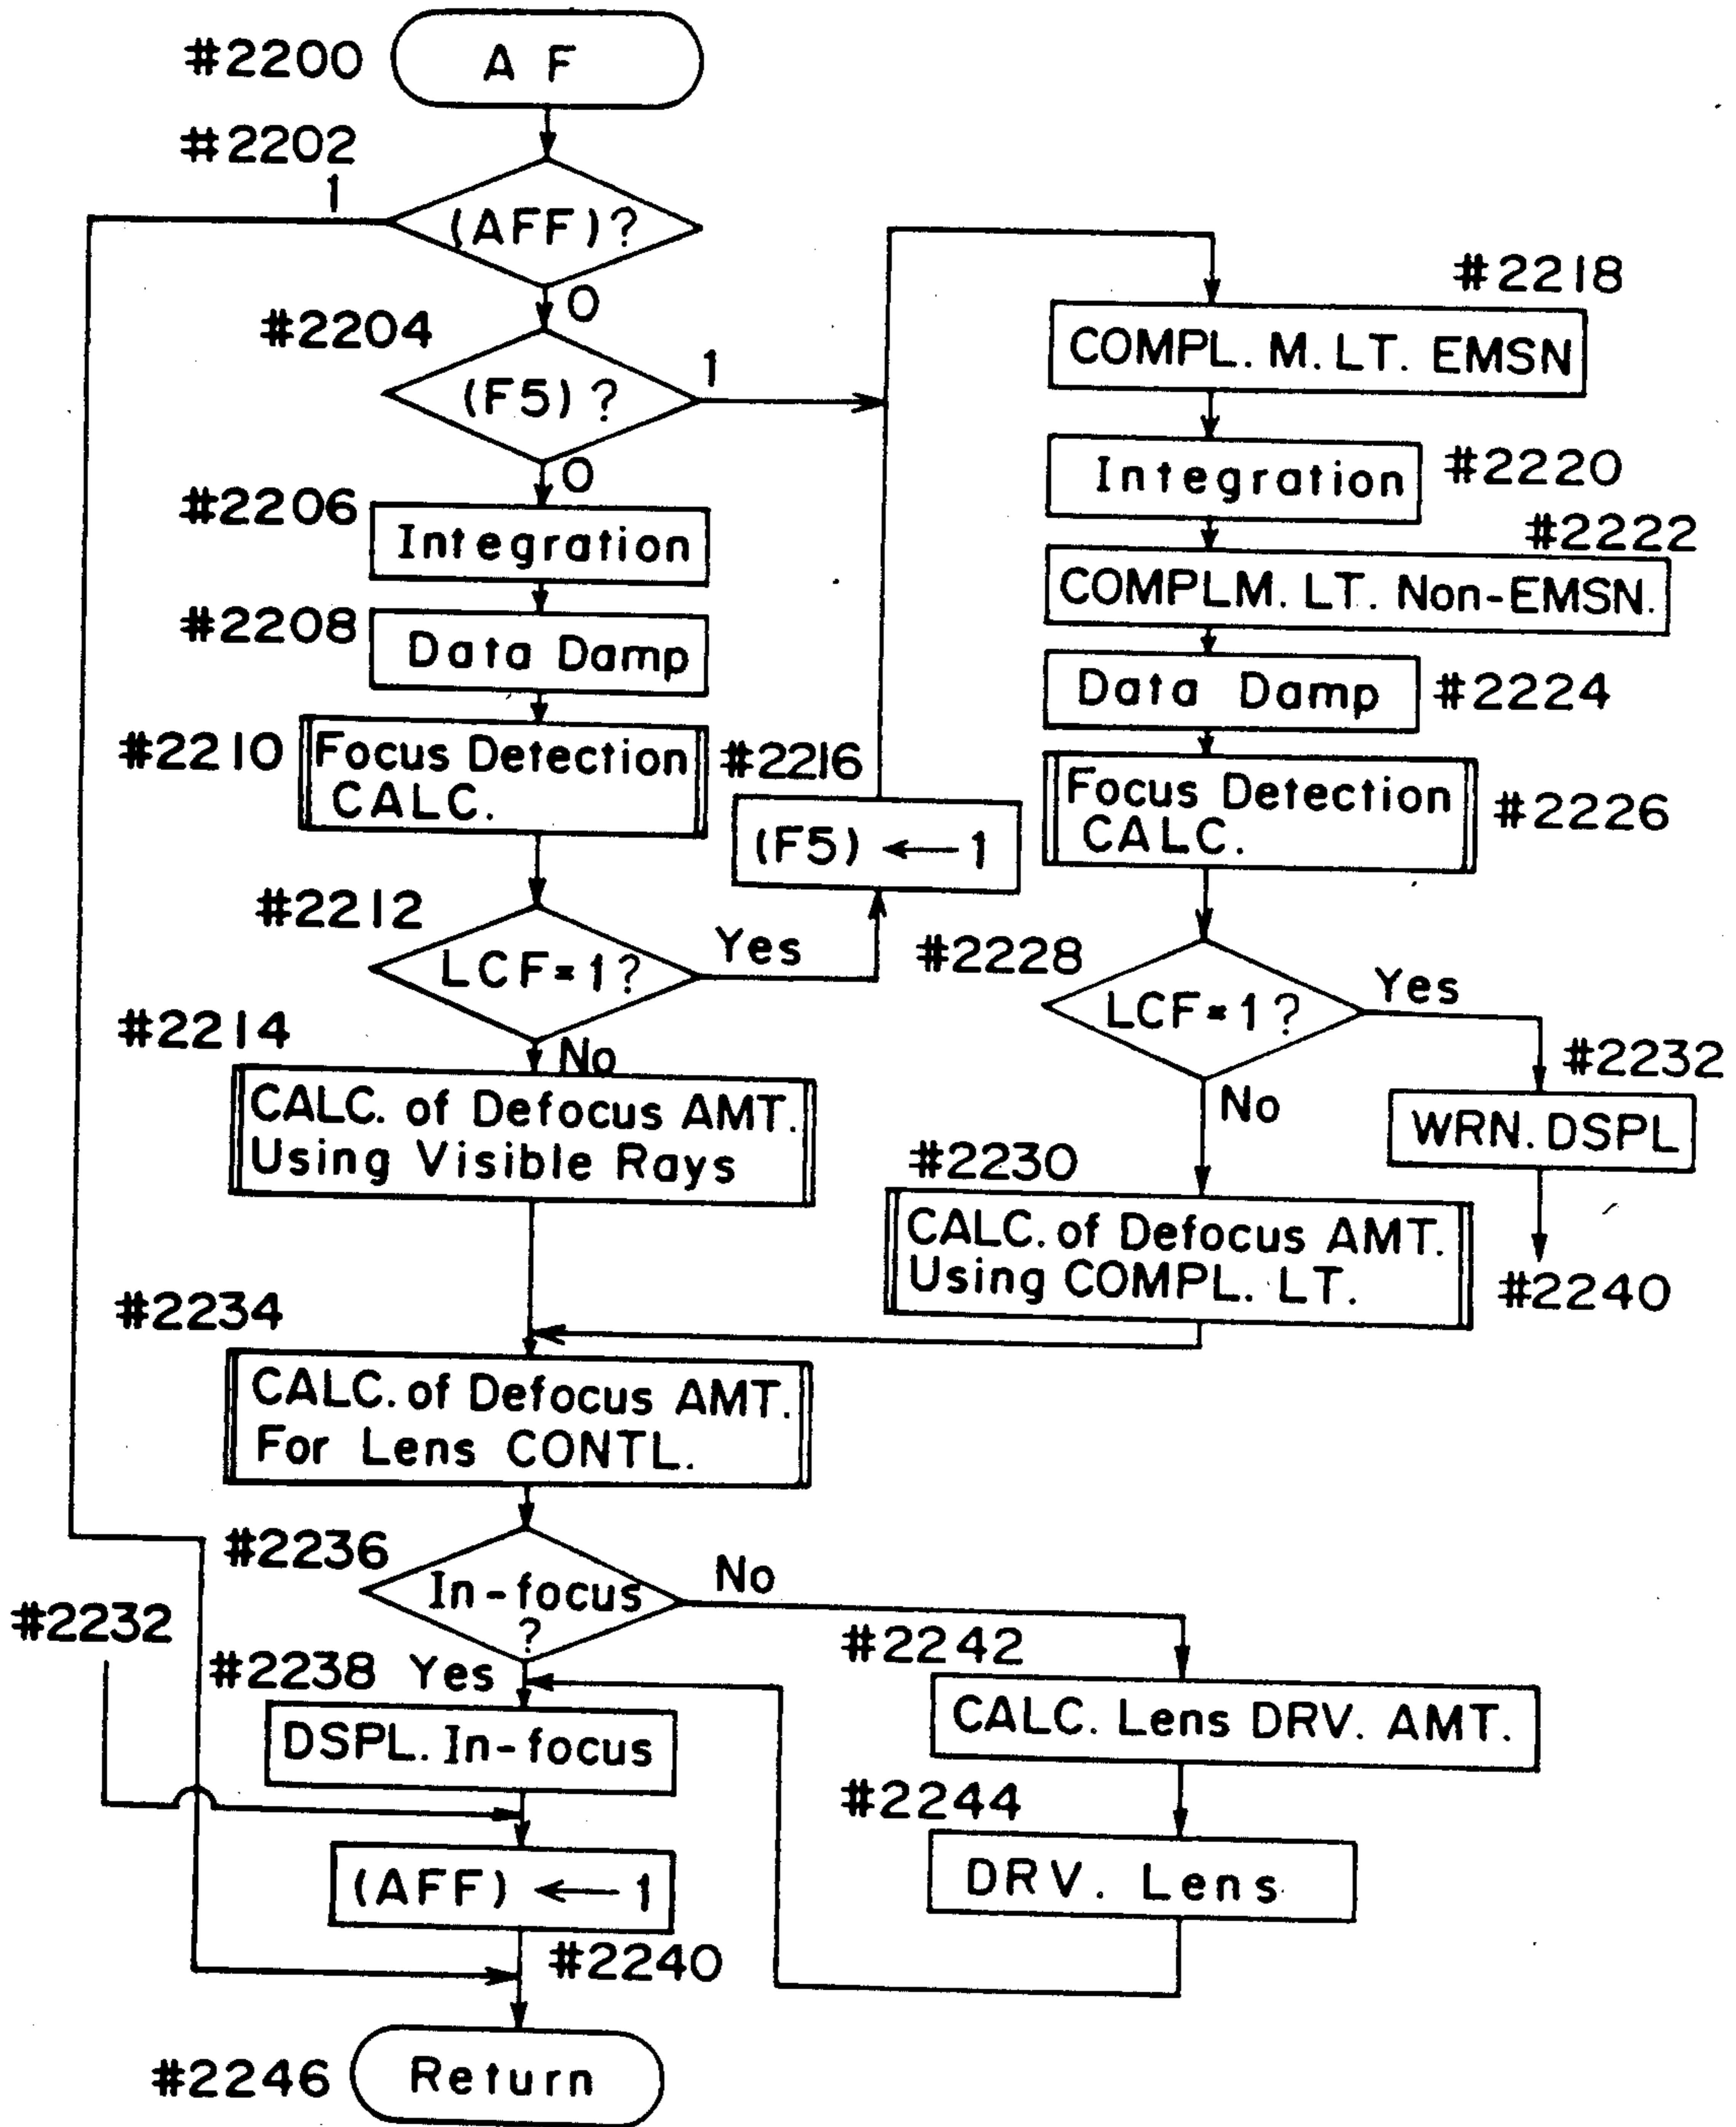 #2200
A F
#2202
1
(AFF)?
0
#2204
(F5)?
1
0
#2206
Integration
#2208
Data Damp
#2210
Focus Detection
CALC.
#2212
LCF=1?
Yes
#2216
(F5) ← 1
#2214
No
CALC. of Defocus AMT.
Using Visible Rays
#2218
COMPL. M. LT. EMSN
Integration
#2220
#2222
COMPLM. LT. Non-EMSN.
Data Damp
#2224
Focus Detection
CALC.
#2226
#2228
LCF=1?
Yes
No
#2232
WRN. DSPL
#2240
#2230
CALC. of Defocus AMT.
Using COMPL. LT.
#2234
CALC. of Defocus AMT.
For Lens CONTL.
#2236
In-focus
?
No
#2232
#2238
Yes
DSPL. In-focus
#2242
CALC. Lens DRV. AMT.
#2244
DRV. Lens
(AFF) ← 1
#2240
#2246
Return